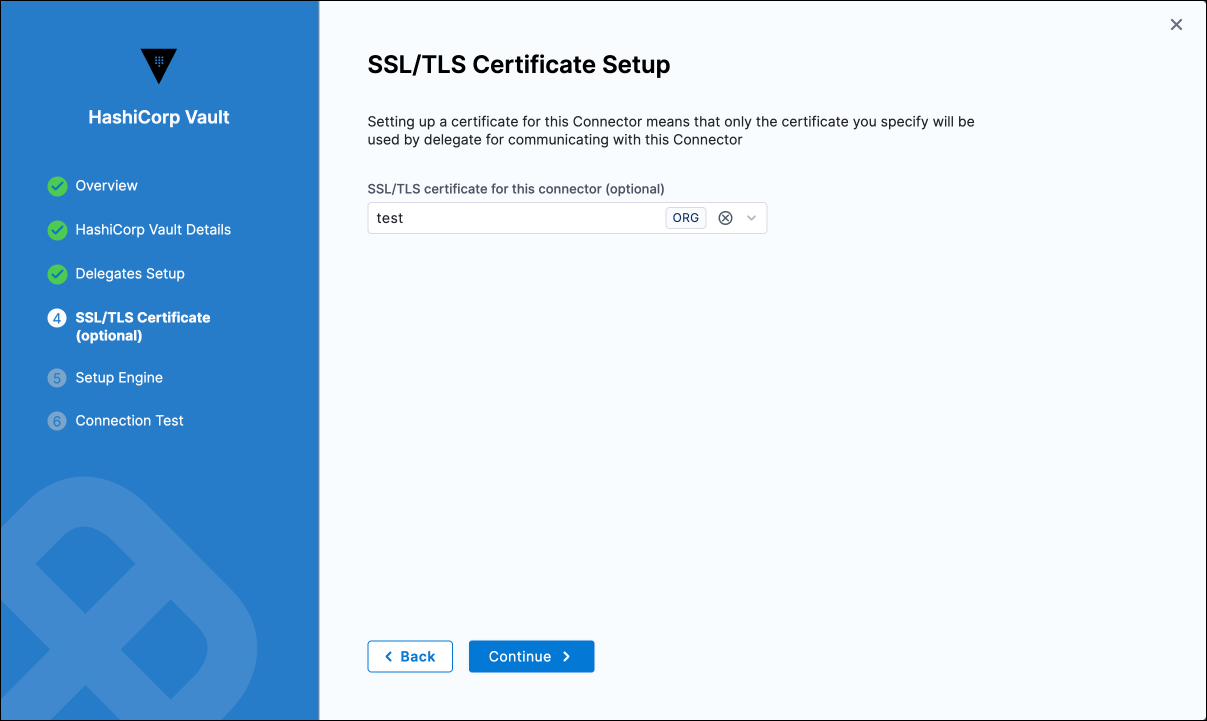 HashiCorp Vault
Overview
HashiCorp Vault Details
Delegates Setup
4 SSL/TLS Certificate
(optional)
5 Setup Engine
6 Connection Test
SSL/TLS Certificate Setup
Setting up a certificate for this Connector means that only the certificate you specify will be
used by delegate for communicating with this Connector
SSL/TLS certificate for this connector (optional)
test ORG
Back Continue